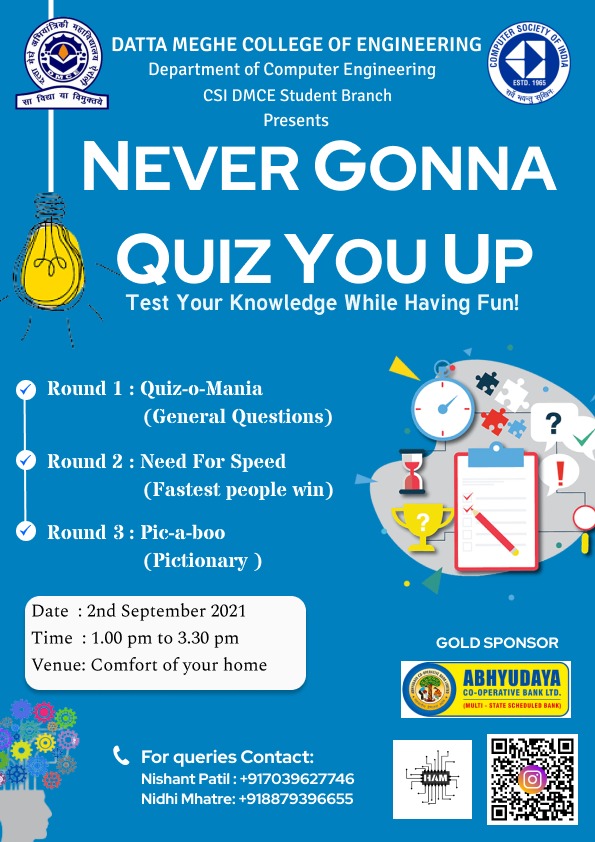 DATTA MEGHE COLLEGE OF ENGINEERING
Department of Computer Engineering
CSI DMCE Student Branch
Presents
D M C E
सा विद्या या विमुक्तये
COMPUTER SOCIETY OF INDIA
ESTD. 1965
NEVER GONNA
QUIZ YOU UP
Test Your Knowledge While Having Fun!
Round 1 : Quiz-o-Mania
(General Questions)
Round 2 : Need For Speed
(Fastest people win)
Round 3 : Pic-a-boo
(Pictionary )
?
!
?
Date : 2nd September 2021
Time : 1.00 pm to 3.30 pm
Venue: Comfort of your home
GOLD SPONSOR
ABHYUDAYA
CO-OPERATIVE BANK LTD.
(MULTI - STATE SCHEDULED BANK)
For queries Contact:
Nishant Patil : +917039627746
Nidhi Mhatre: +918879396655
HAM